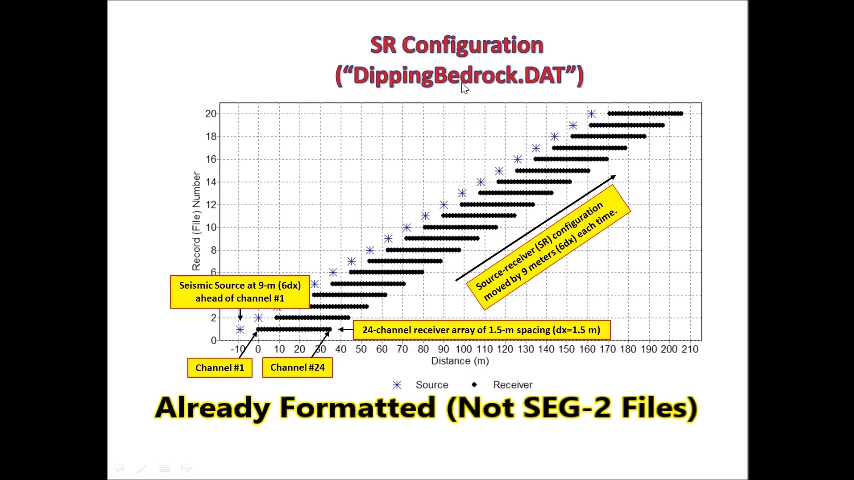 SR Configuration
(“DippingBedrock.DAT”)
20
18
16
14
12
10
8
6
4
2
0
Record (File) Number
Source-receiver (SR) configuration
moved by 9 meters (6dx) each time.
Seismic Source at 9-m (6dx)
ahead of channel #1
24-channel receiver array of 1.5-m spacing (dx=1.5 m)
-10 0 10 20 30 40 50 60 70 80 90 100 110 120 130 140 150 160 170 180 190 200 210
Distance (m)
Channel #1
Channel #24
Source Receiver
Already Formatted (Not SEG-2 Files)